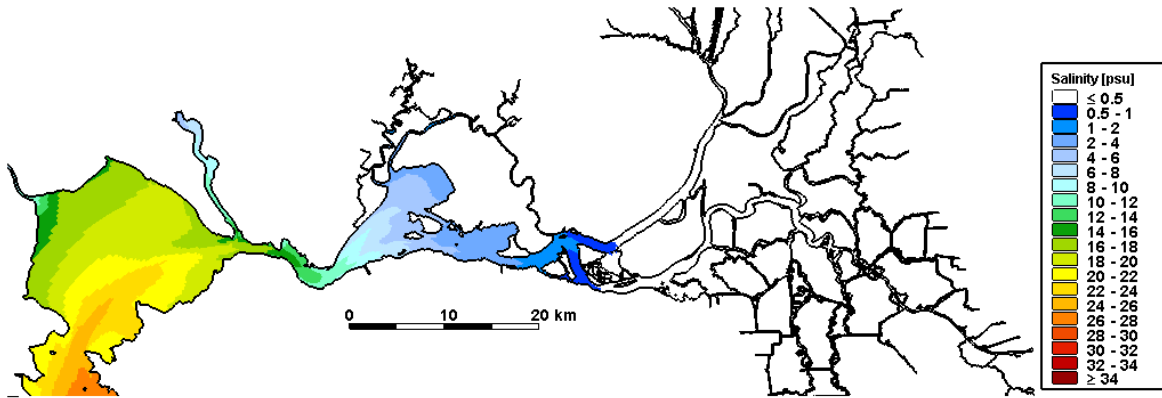 Salinity [psu]
≤ 0.5
0.5 - 1
1 - 2
2 - 4
4 - 6
6 - 8
8 - 10
10 - 12
12 - 14
14 - 16
16 - 18
18 - 20
20 - 22
22 - 24
24 - 26
26 - 28
28 - 30
30 - 32
32 - 34
≥ 34
0 10 20 km